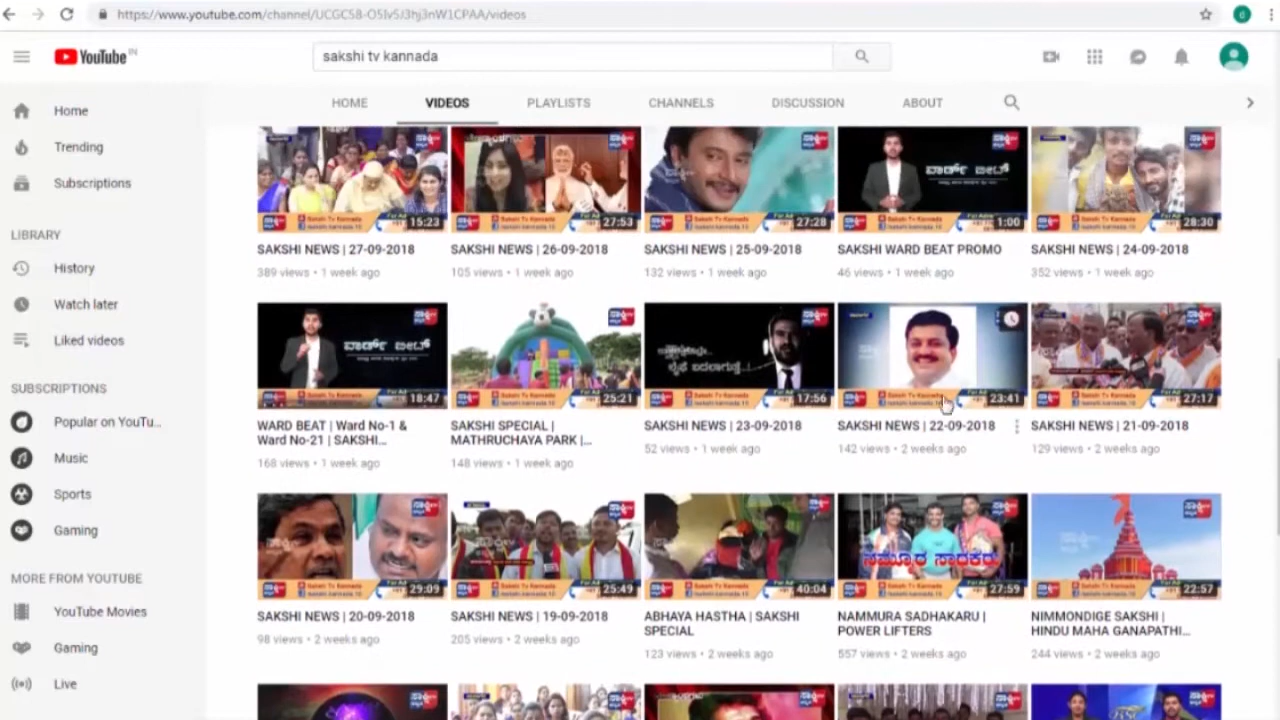 https://www.youtube.com/channel/UCGC58-O5Iv5J3hj3nW1CPAA/videos
YouTube IN
sakshi tv kannada
HOME VIDEOS PLAYLISTS CHANNELS DISCUSSION ABOUT
Home
Trending
Subscriptions
LIBRARY
History
Watch later
Liked videos
SUBSCRIPTIONS
Popular on YouTu...
Music
Sports
Gaming
MORE FROM YOUTUBE
YouTube Movies
Gaming
Live
15:23 27:53 27:28 ವಾರ್ಡ್ ಬೀಟ್ 1:00 28:30
SAKSHI NEWS | 27-09-2018 SAKSHI NEWS | 26-09-2018 SAKSHI NEWS | 25-09-2018 SAKSHI WARD BEAT PROMO SAKSHI NEWS | 24-09-2018
389 views • 1 week ago 105 views • 1 week ago 132 views • 1 week ago 46 views • 1 week ago 352 views • 1 week ago
ವಾರ್ಡ್ ಬೀಟ್ 18:47 25:21 17:56 23:41 27:17
WARD BEAT | Ward No-1 & SAKSHI SPECIAL | SAKSHI NEWS | 23-09-2018 SAKSHI NEWS | 22-09-2018 SAKSHI NEWS | 21-09-2018
Ward No-21 | SAKSHI... MATHRUCHAYA PARK |... 52 views • 1 week ago 142 views • 2 weeks ago 129 views • 2 weeks ago
168 views • 1 week ago 148 views • 1 week ago
ನಮ್ಮೂರ ಸಾಧಕರು
29:09 25:49 40:04 27:59 22:57
SAKSHI NEWS | 20-09-2018 SAKSHI NEWS | 19-09-2018 ABHAYA HASTHA | SAKSHI NAMMURA SADHAKARU | NIMMONDIGE SAKSHI |
98 views • 2 weeks ago 205 views • 2 weeks ago SPECIAL POWER LIFTERS HINDU MAHA GANAPATHI...
123 views • 2 weeks ago 557 views • 2 weeks ago 244 views • 2 weeks ago